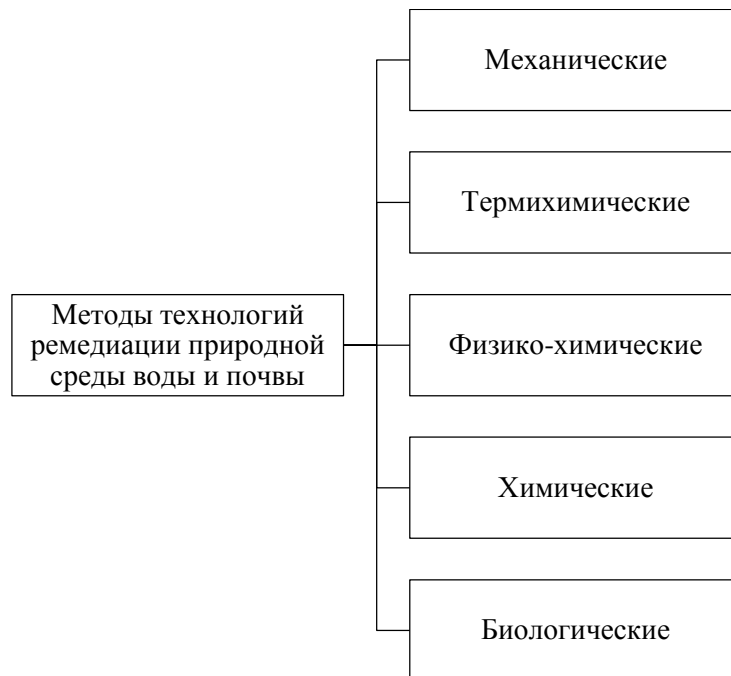 Механические
Термихимические
Методы технологий
ремедиации природной
среды воды и почвы
Физико-химические
Химические
Биологические